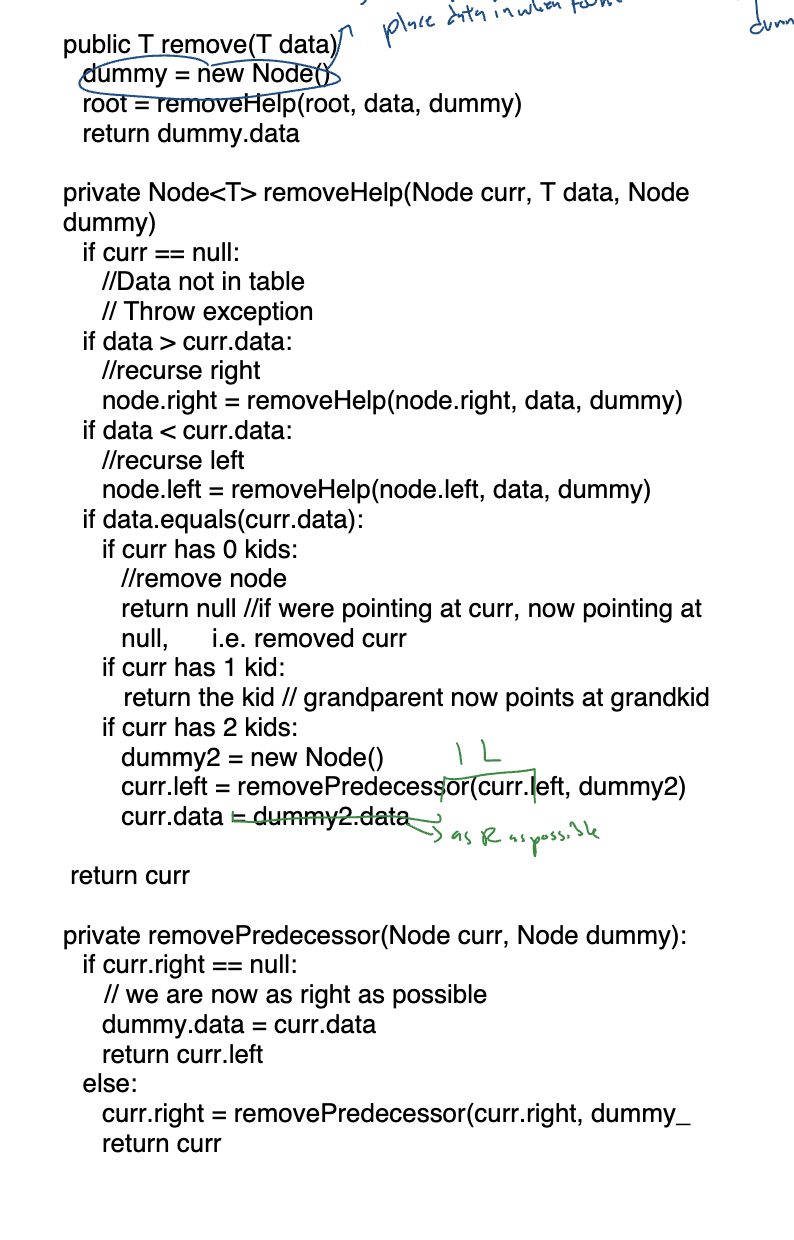 place data in when
public T remove(T data)
dummy = new Node()
root = removeHelp(root, data, dummy)
return dummy.data
private Node<T> removeHelp(Node curr, T data, Node
dummy)
if curr == null:
//Data not in table
// Throw exception
if data > curr.data:
//recurse right
node.right = removeHelp(node.right, data, dummy)
if data < curr.data:
//recurse left
node.left = removeHelp(node.left, data, dummy)
if data.equals(curr.data):
if curr has 0 kids:
//remove node
return null //if were pointing at curr, now pointing at
null, i.e. removed curr
if curr has 1 kid:
return the kid // grandparent now points at grandkid
if curr has 2 kids:
dummy2 = new Node()
1 L
curr.left = removePredecessor(curr.left, dummy2)
curr.data = dummy2.data
as R as possible
return curr
private removePredecessor(Node curr, Node dummy):
if curr.right == null:
// we are now as right as possible
dummy.data = curr.data
return curr.left
else:
curr.right = removePredecessor(curr.right, dummy_
return curr